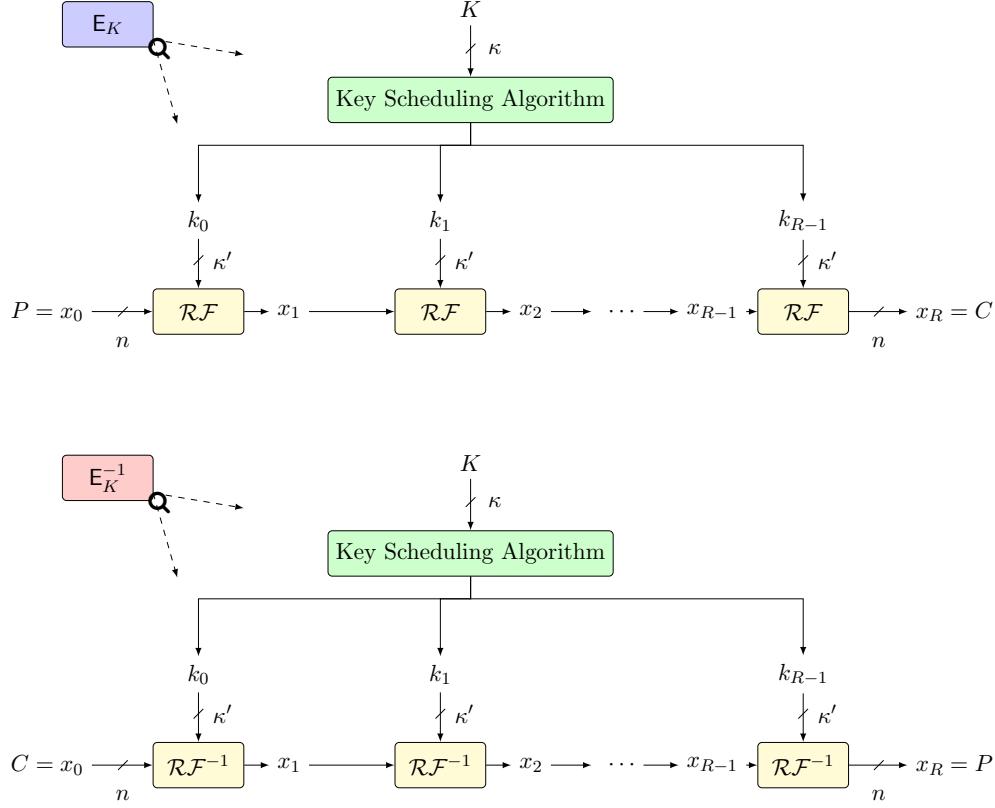 E_K
K
κ
Key Scheduling Algorithm
k_0 k_1 k_{R−1}
κ′ κ′ κ′
P = x_0 RF x_1 RF x_2 ⋯ x_{R−1} RF x_R = C
n n
E_K^{−1}
K
κ
Key Scheduling Algorithm
k_0 k_1 k_{R−1}
κ′ κ′ κ′
C = x_0 RF^{−1} x_1 RF^{−1} x_2 ⋯ x_{R−1} RF^{−1} x_R = P
n n